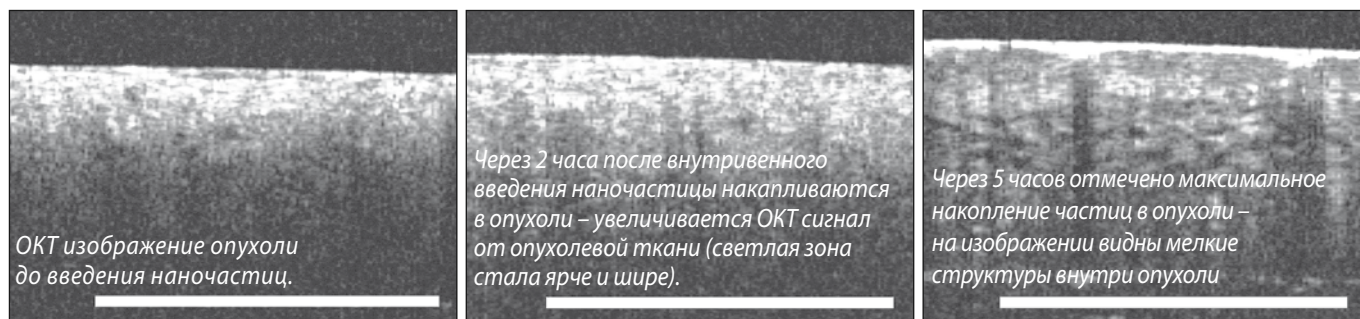 ОКТ изображение опухоли
до введения наночастиц.
Через 2 часа после внутривенного
введения наночастицы накапливаются
в опухоли – увеличивается ОКТ сигнал
от опухолевой ткани (светлая зона
стала ярче и шире).
Через 5 часов отмечено максимальное
накопление частиц в опухоли –
на изображении видны мелкие
структуры внутри опухоли